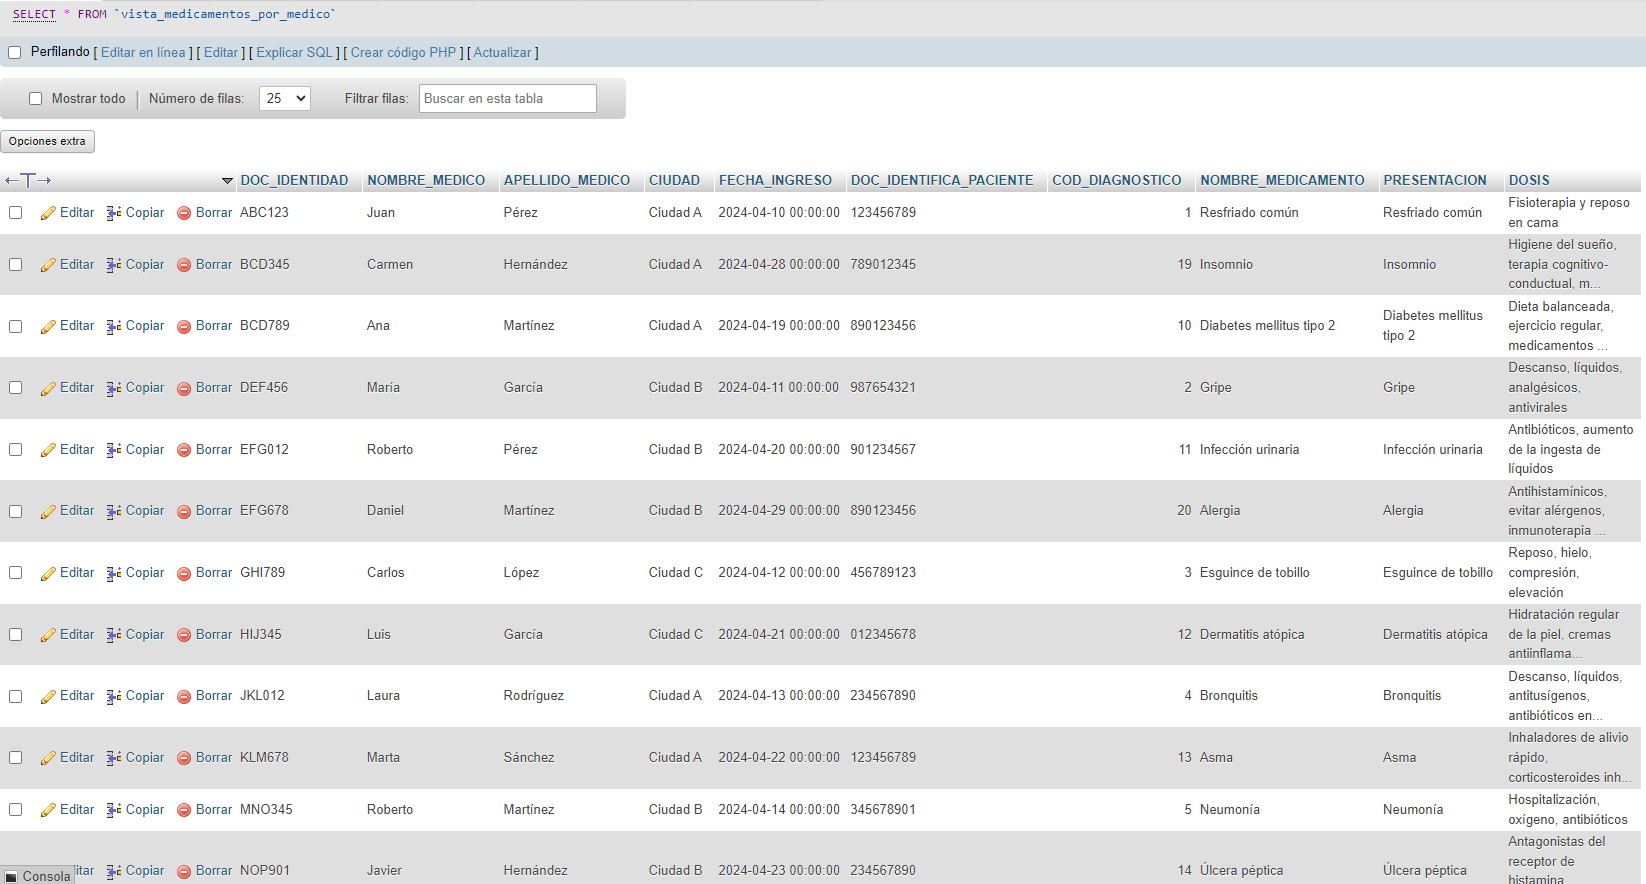 SELECT * FROM `vista_medicamentos_por_medico`
Perfilando [ Editar en línea ] [ Editar ] [ Explicar SQL ] [ Crear código PHP ] [ Actualizar ]
Mostrar todo Número de filas: 25 Filtrar filas: Buscar en esta tabla
Opciones extra
←T→ DOC_IDENTIDAD NOMBRE_MEDICO APELLIDO_MEDICO CIUDAD FECHA_INGRESO DOC_IDENTIFICA_PACIENTE COD_DIAGNOSTICO NOMBRE_MEDICAMENTO PRESENTACION DOSIS
Editar Copiar Borrar ABC123 Juan Pérez Ciudad A 2024-04-10 00:00:00 123456789 1 Resfriado común Resfriado común Fisioterapia y reposo
en cama
Editar Copiar Borrar BCD345 Carmen Hernández Ciudad A 2024-04-28 00:00:00 789012345 19 Insomnio Insomnio Higiene del sueño,
terapia cognitivo-
conductual, m...
Editar Copiar Borrar BCD789 Ana Martínez Ciudad A 2024-04-19 00:00:00 890123456 10 Diabetes mellitus tipo 2 Diabetes mellitus
tipo 2 Dieta balanceada,
ejercicio regular,
medicamentos ...
Editar Copiar Borrar DEF456 María García Ciudad B 2024-04-11 00:00:00 987654321 2 Gripe Gripe Descanso, líquidos,
analgésicos,
antivirales
Editar Copiar Borrar EFG012 Roberto Pérez Ciudad B 2024-04-20 00:00:00 901234567 11 Infección urinaria Infección urinaria Antibióticos, aumento
de la ingesta de
líquidos
Editar Copiar Borrar EFG678 Daniel Martínez Ciudad B 2024-04-29 00:00:00 890123456 20 Alergia Alergia Antihistamínicos,
evitar alérgenos,
inmunoterapia ...
Editar Copiar Borrar GHI789 Carlos López Ciudad C 2024-04-12 00:00:00 456789123 3 Esguince de tobillo Esguince de tobillo Reposo, hielo,
compresión,
elevación
Editar Copiar Borrar HIJ345 Luis García Ciudad C 2024-04-21 00:00:00 012345678 12 Dermatitis atópica Dermatitis atópica Hidratación regular
de la piel, cremas
antiinflama...
Editar Copiar Borrar JKL012 Laura Rodríguez Ciudad A 2024-04-13 00:00:00 234567890 4 Bronquitis Bronquitis Descanso, líquidos,
antitusígenos,
antibióticos en...
Editar Copiar Borrar KLM678 Marta Sánchez Ciudad A 2024-04-22 00:00:00 123456789 13 Asma Asma Inhaladores de alivio
rápido,
corticosteroides inh...
Editar Copiar Borrar MNO345 Roberto Martínez Ciudad B 2024-04-14 00:00:00 345678901 5 Neumonía Neumonía Hospitalización,
oxígeno, antibióticos
itar Copiar Borrar NOP901 Javier Hernández Ciudad B 2024-04-23 00:00:00 234567890 14 Úlcera péptica Úlcera péptica Antagonistas del
receptor de
histamina
Consola